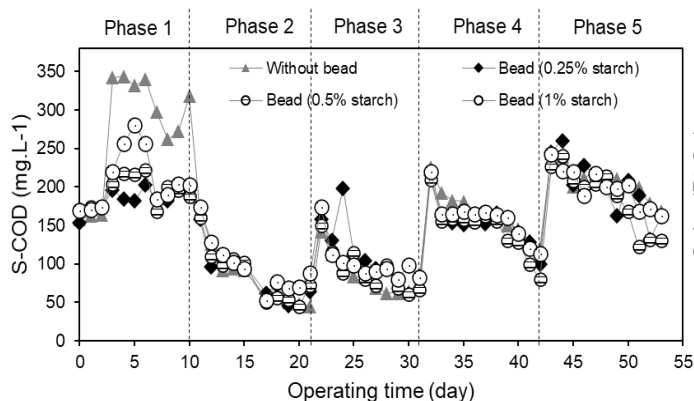 Phase 1 Phase 2 Phase 3 Phase 4 Phase 5
Without bead Bead (0.25% starch)
Bead (0.5% starch) Bead (1% starch)
S-COD (mg.L-1)
350
300
250
200
150
100
50
0
0 5 10 15 20 25 30 35 40 45 50 55
Operating time (day)